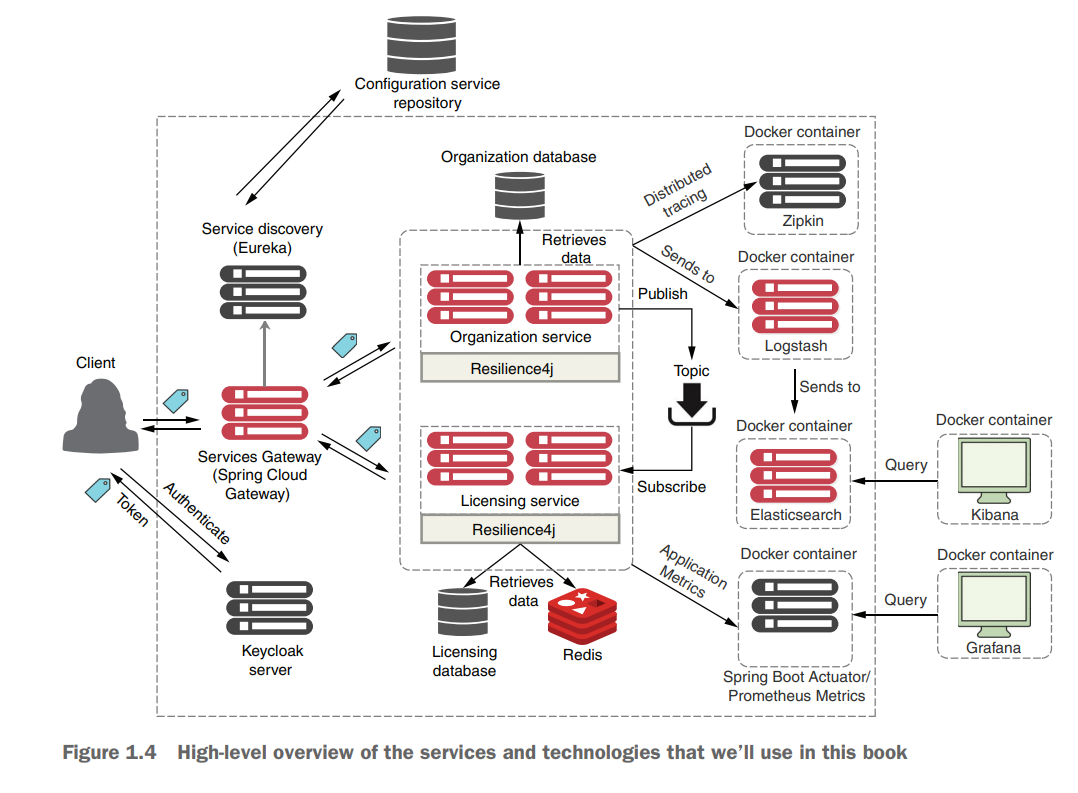 Configuration service
repository
Docker container
Zipkin
Organization database
Distributed
tracing
Service discovery
(Eureka)
Retrieves
data
Sends to
Docker container
Logstash
Publish
Organization service
Resilience4j
Client
Topic
Sends to
Docker container
Elasticsearch
Docker container
Kibana
Query
Services Gateway
(Spring Cloud
Gateway)
Licensing service
Resilience4j
Subscribe
Token
Authenticate
Application
Metrics
Docker container
Docker container
Query
Grafana
Retrieves
data
Keycloak
server
Licensing
database
Redis
Spring Boot Actuator/
Prometheus Metrics
Figure 1.4 High-level overview of the services and technologies that we'll use in this book